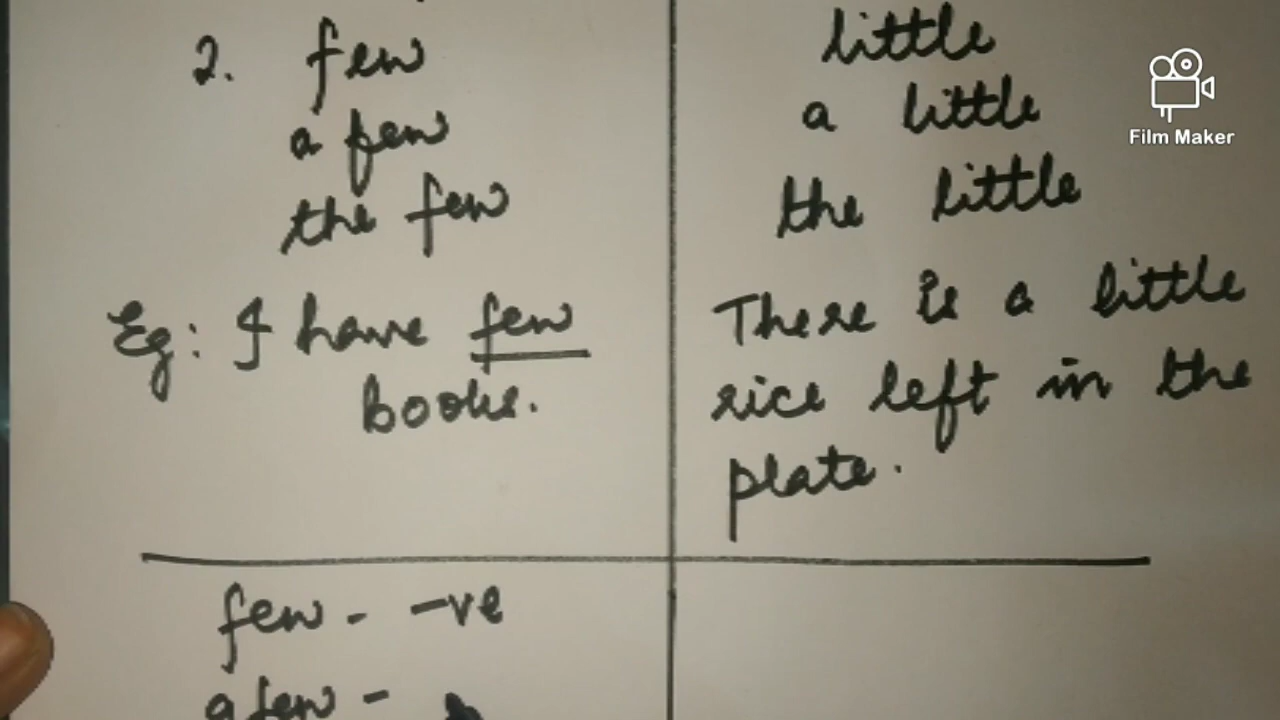 2. few
a few
the few
Eg: I have few
books.
little
a little
the little
There is a little
rice left in the
plate.
few - -ve
a few -
Film Maker